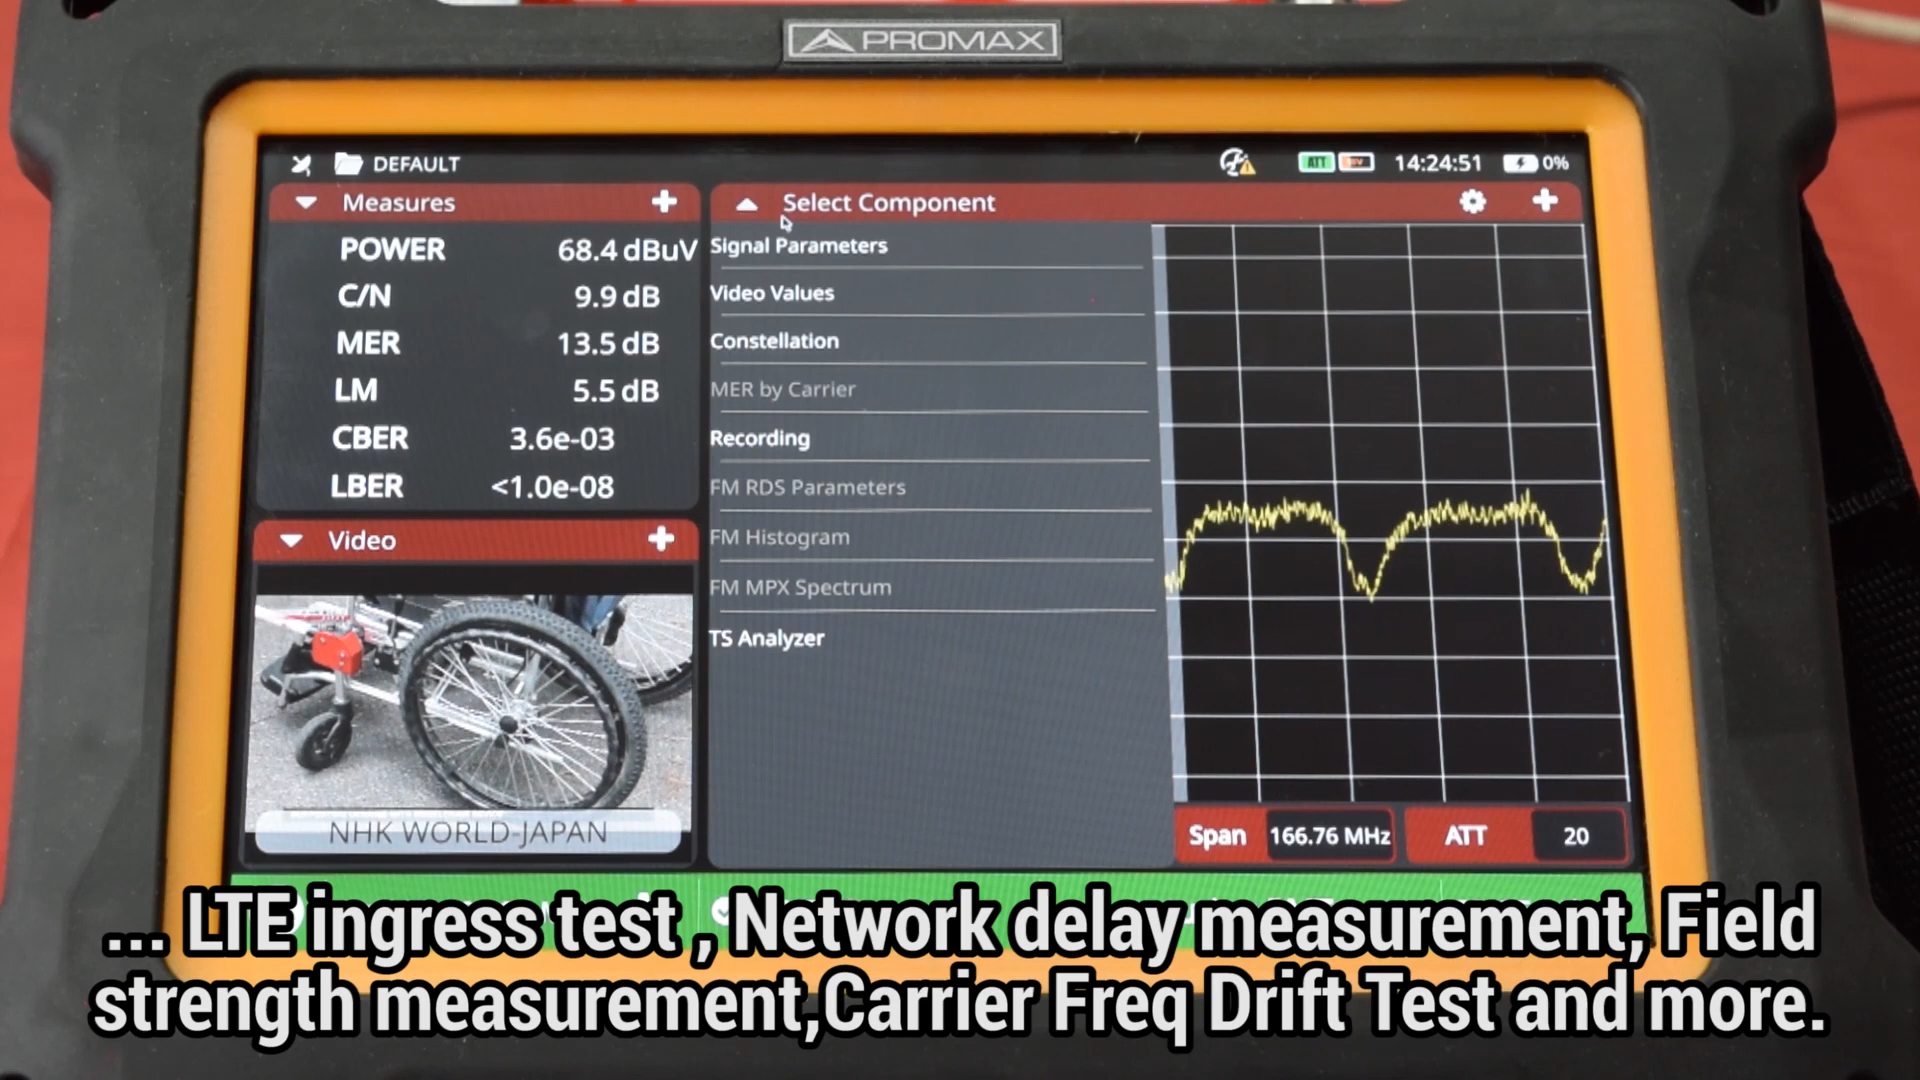 PROMAX
DEFAULT
ATT
14:24:51
0%
Measures
POWER 68.4 dBuV
C/N 9.9 dB
MER 13.5 dB
LM 5.5 dB
CBER 3.6e-03
LBER <1.0e-08
Video
NHK WORLD-JAPAN
Select Component
Signal Parameters
Video Values
Constellation
MER by Carrier
Recording
FM RDS Parameters
FM Histogram
FM MPX Spectrum
TS Analyzer
Span 166.76 MHz ATT 20
... LTE ingress test , Network delay measurement, Field
strength measurement,Carrier Freq Drift Test and more.